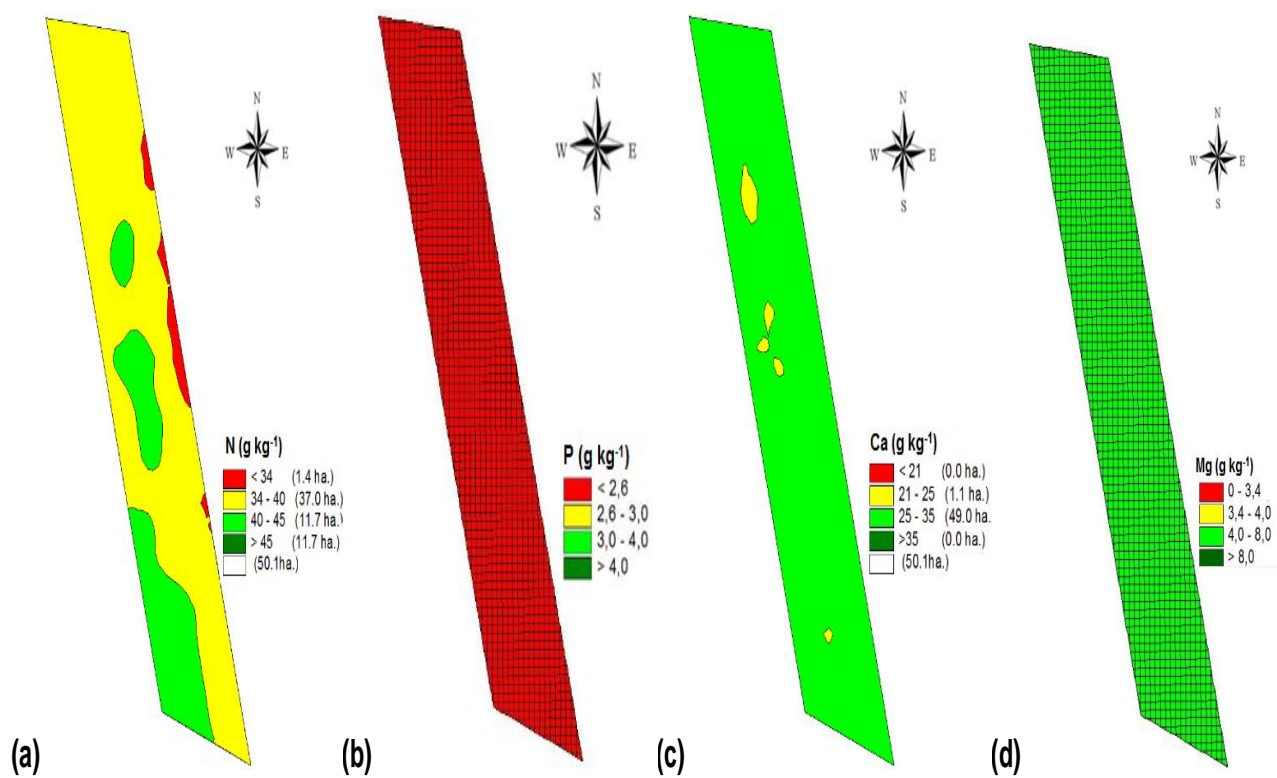 N
W E
S
N
W E
S
N
W E
S
N
W E
S
N (g kg⁻¹)
< 34 (1.4 ha.)
34 - 40 (37.0 ha.)
40 - 45 (11.7 ha.)
> 45 (11.7 ha.)
(50.1ha.)
P (g kg⁻¹)
< 2,6
2,6 - 3,0
3,0 - 4,0
> 4,0
Ca (g kg⁻¹)
< 21 (0.0 ha.)
21 - 25 (1.1 ha.)
25 - 35 (49.0 ha.
>35 (0.0 ha.)
(50.1ha.)
Mg (g kg⁻¹)
0 - 3,4
3,4 - 4,0
4,0 - 8,0
> 8,0
(a) (b) (c) (d)